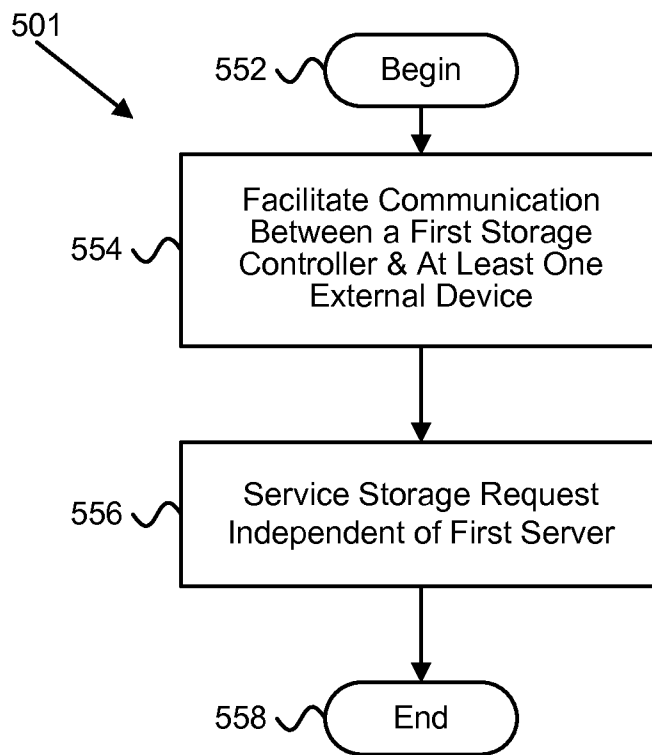 501
552
Begin
554
Facilitate Communication
Between a First Storage
Controller & At Least One
External Device
556
Service Storage Request
Independent of First Server
558
End